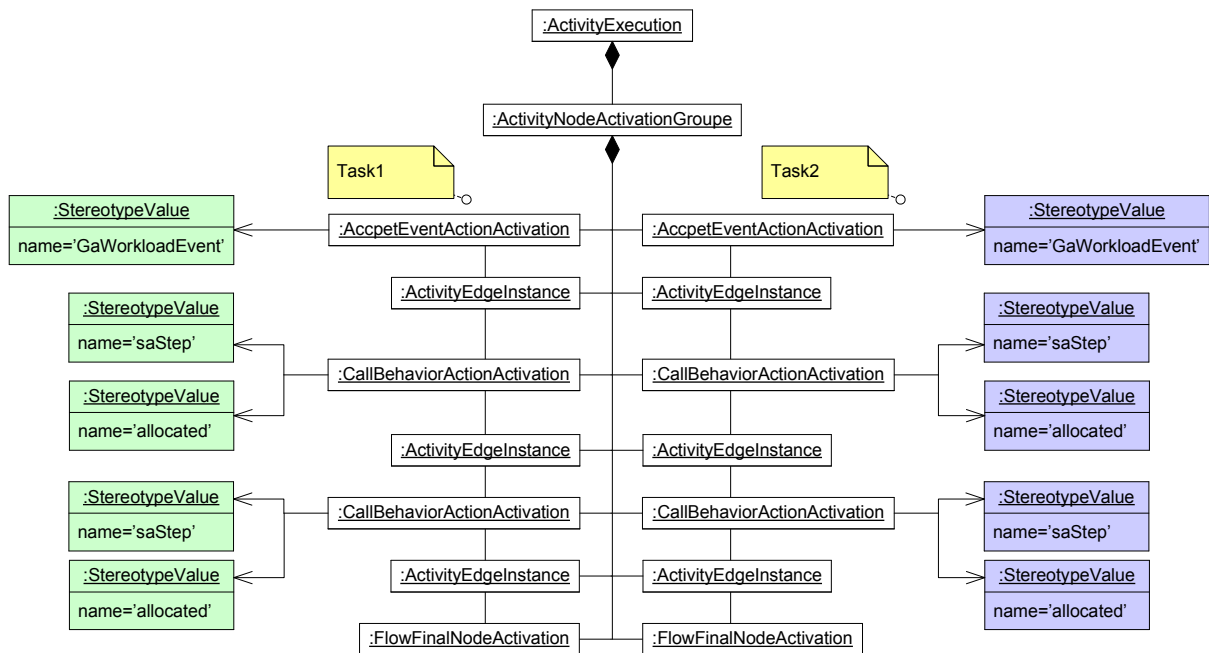 :ActivityExecution
:ActivityNodeActivationGroupe
Task1
Task2
:StereotypeValue
name='GaWorkloadEvent'
:AccpetEventActionActivation
:AccpetEventActionActivation
:StereotypeValue
name='GaWorkloadEvent'
:ActivityEdgeInstance
:ActivityEdgeInstance
:StereotypeValue
name='saStep'
:StereotypeValue
name='saStep'
:CallBehaviorActionActivation
:CallBehaviorActionActivation
:StereotypeValue
name='allocated'
:StereotypeValue
name='allocated'
:ActivityEdgeInstance
:ActivityEdgeInstance
:StereotypeValue
name='saStep'
:CallBehaviorActionActivation
:CallBehaviorActionActivation
:StereotypeValue
name='saStep'
:StereotypeValue
name='allocated'
:ActivityEdgeInstance
:ActivityEdgeInstance
:StereotypeValue
name='allocated'
:FlowFinalNodeActivation
:FlowFinalNodeActivation